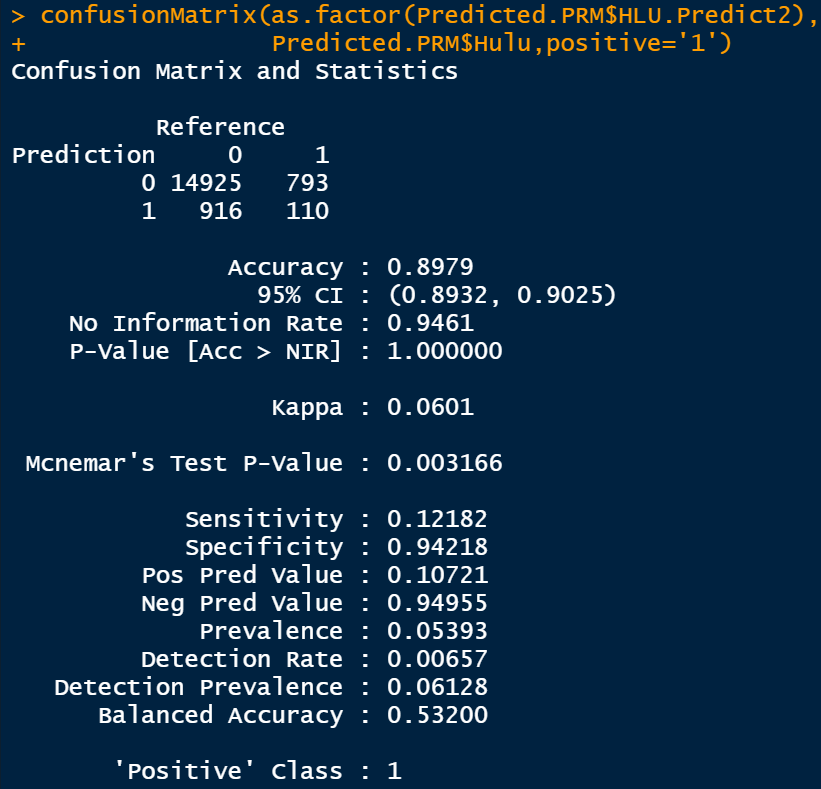 > confusionMatrix(as.factor(Predicted.PRM$HLU.Predict2),
+                 Predicted.PRM$Hulu,positive='1')
Confusion Matrix and Statistics
          Reference
Prediction     0     1
         0 14925   793
         1   916   110
               Accuracy : 0.8979
                 95% CI : (0.8932, 0.9025)
    No Information Rate : 0.9461
    P-Value [Acc > NIR] : 1.000000
                  Kappa : 0.0601
 Mcnemar's Test P-Value : 0.003166
            Sensitivity : 0.12182
            Specificity : 0.94218
         Pos Pred Value : 0.10721
         Neg Pred Value : 0.94955
             Prevalence : 0.05393
         Detection Rate : 0.00657
   Detection Prevalence : 0.06128
      Balanced Accuracy : 0.53200
       'Positive' Class : 1